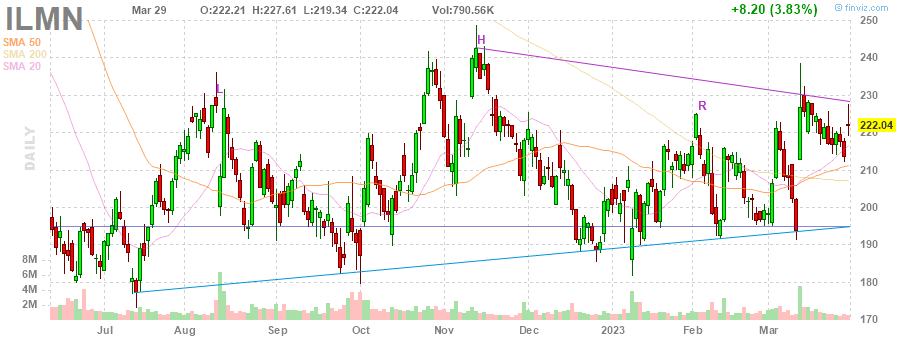 ILMN Mar 29 O:222.21 H:227.61 L:219.34 C:222.04 Vol:790.56K +8.20 (3.83%) © finviz.com
SMA 50
SMA 200
SMA 20
DAILY
L
H
R
250
240
230
222.04
220
210
200
190
180
170
8M
6M
4M
2M
Jul Aug Sep Oct Nov Dec 2023 Feb Mar